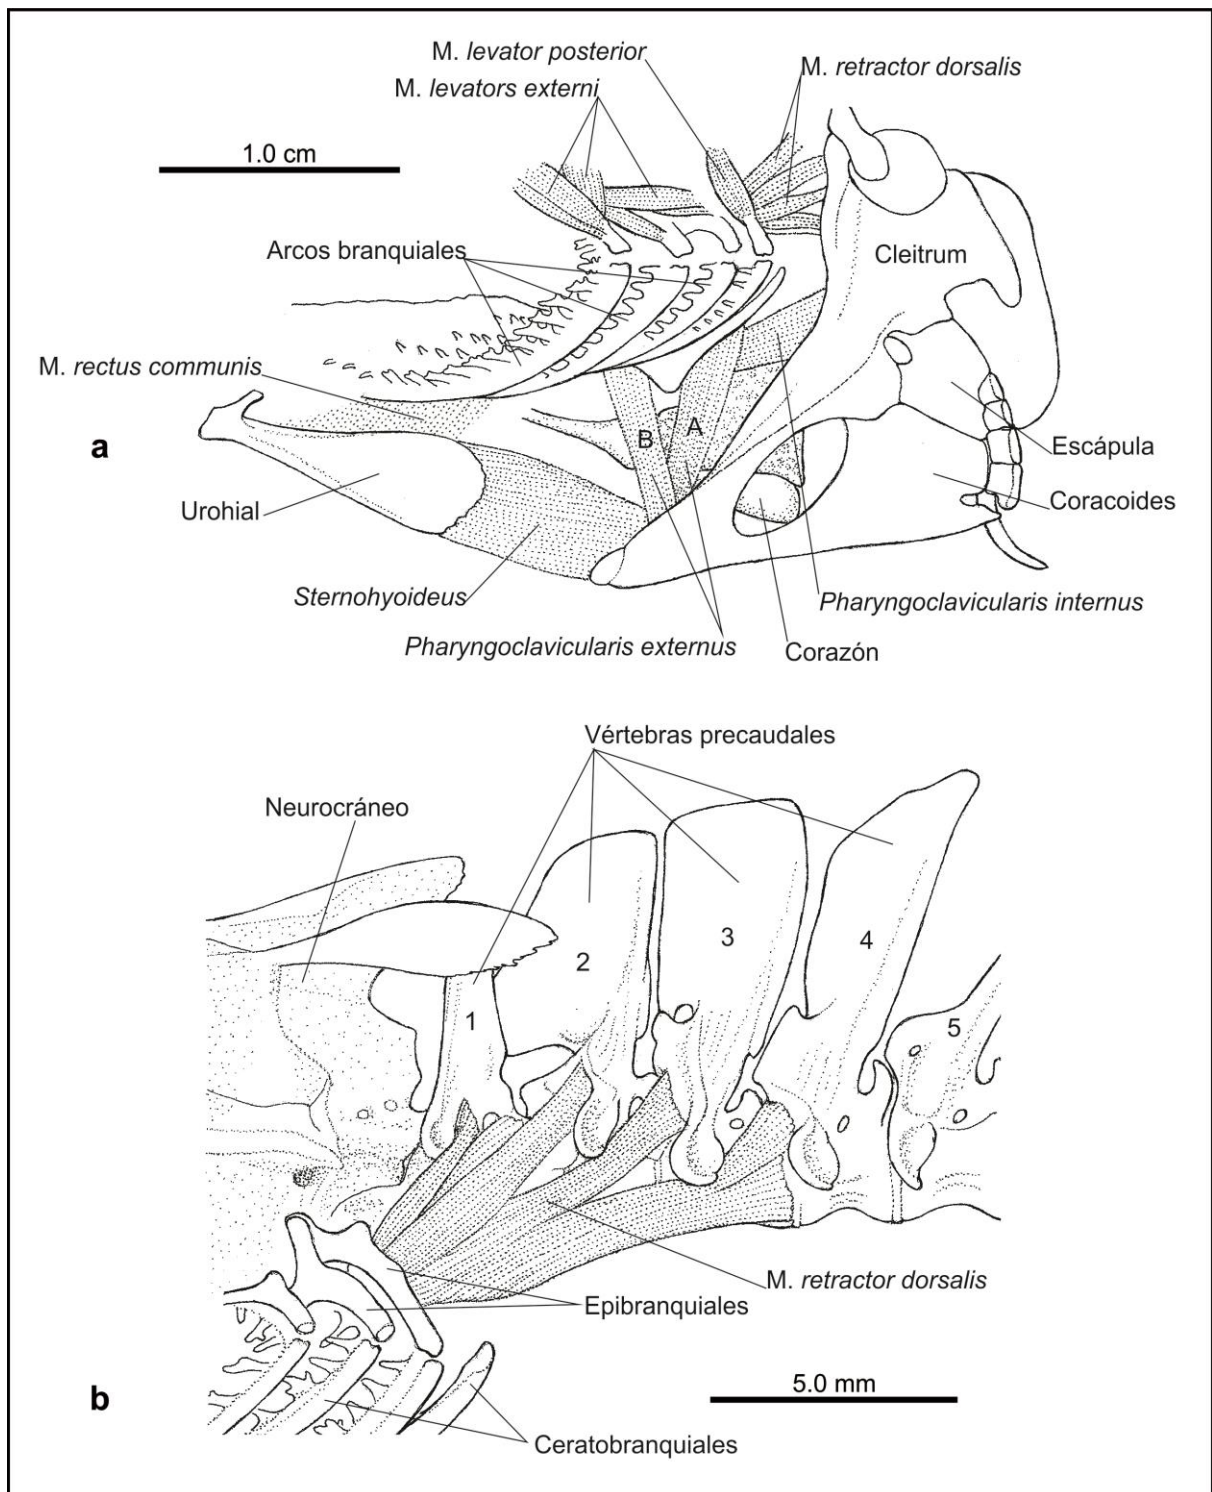 M. levator posterior
M. retractor dorsalis
M. levators externi
1.0 cm
Arcos branquiales
Cleitrum
M. rectus communis
B
A
a
Escápula
Coracoides
Urohial
Sternohyoideus
Pharyngoclavicularis internus
Pharyngoclavicularis externus
Corazón
Vértebras precaudales
Neurocráneo
2
3
4
1
5
M. retractor dorsalis
Epibranquiales
5.0 mm
b
Ceratobranquiales